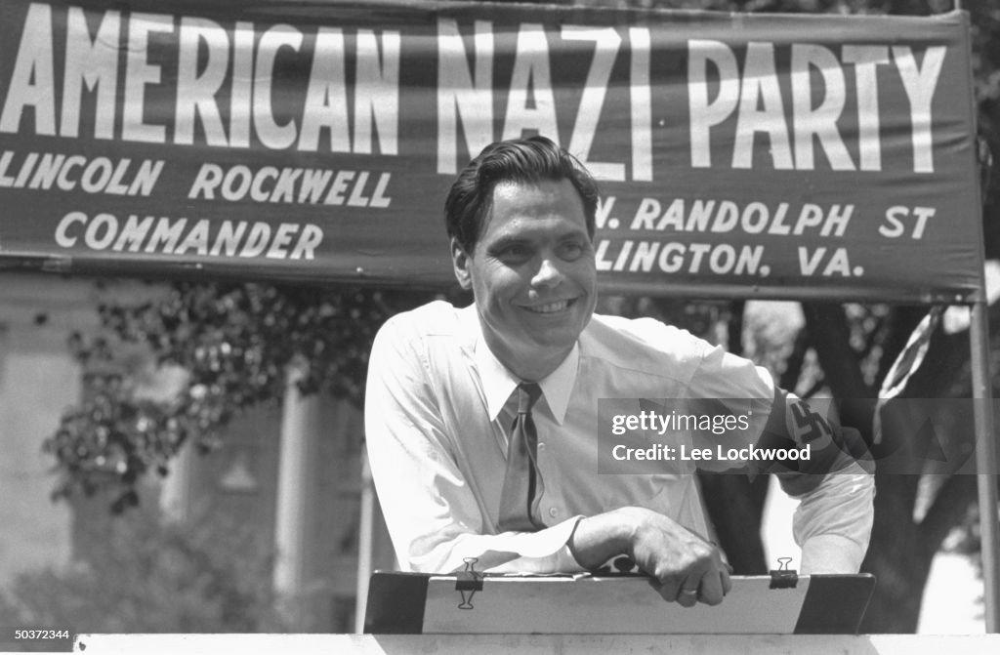 AMERICAN NAZI PARTY
LINCOLN ROCKWELL
COMMANDER
N. RANDOLPH ST
LINGTON, VA.
gettyimages®
Credit: Lee Lockwood
50372344